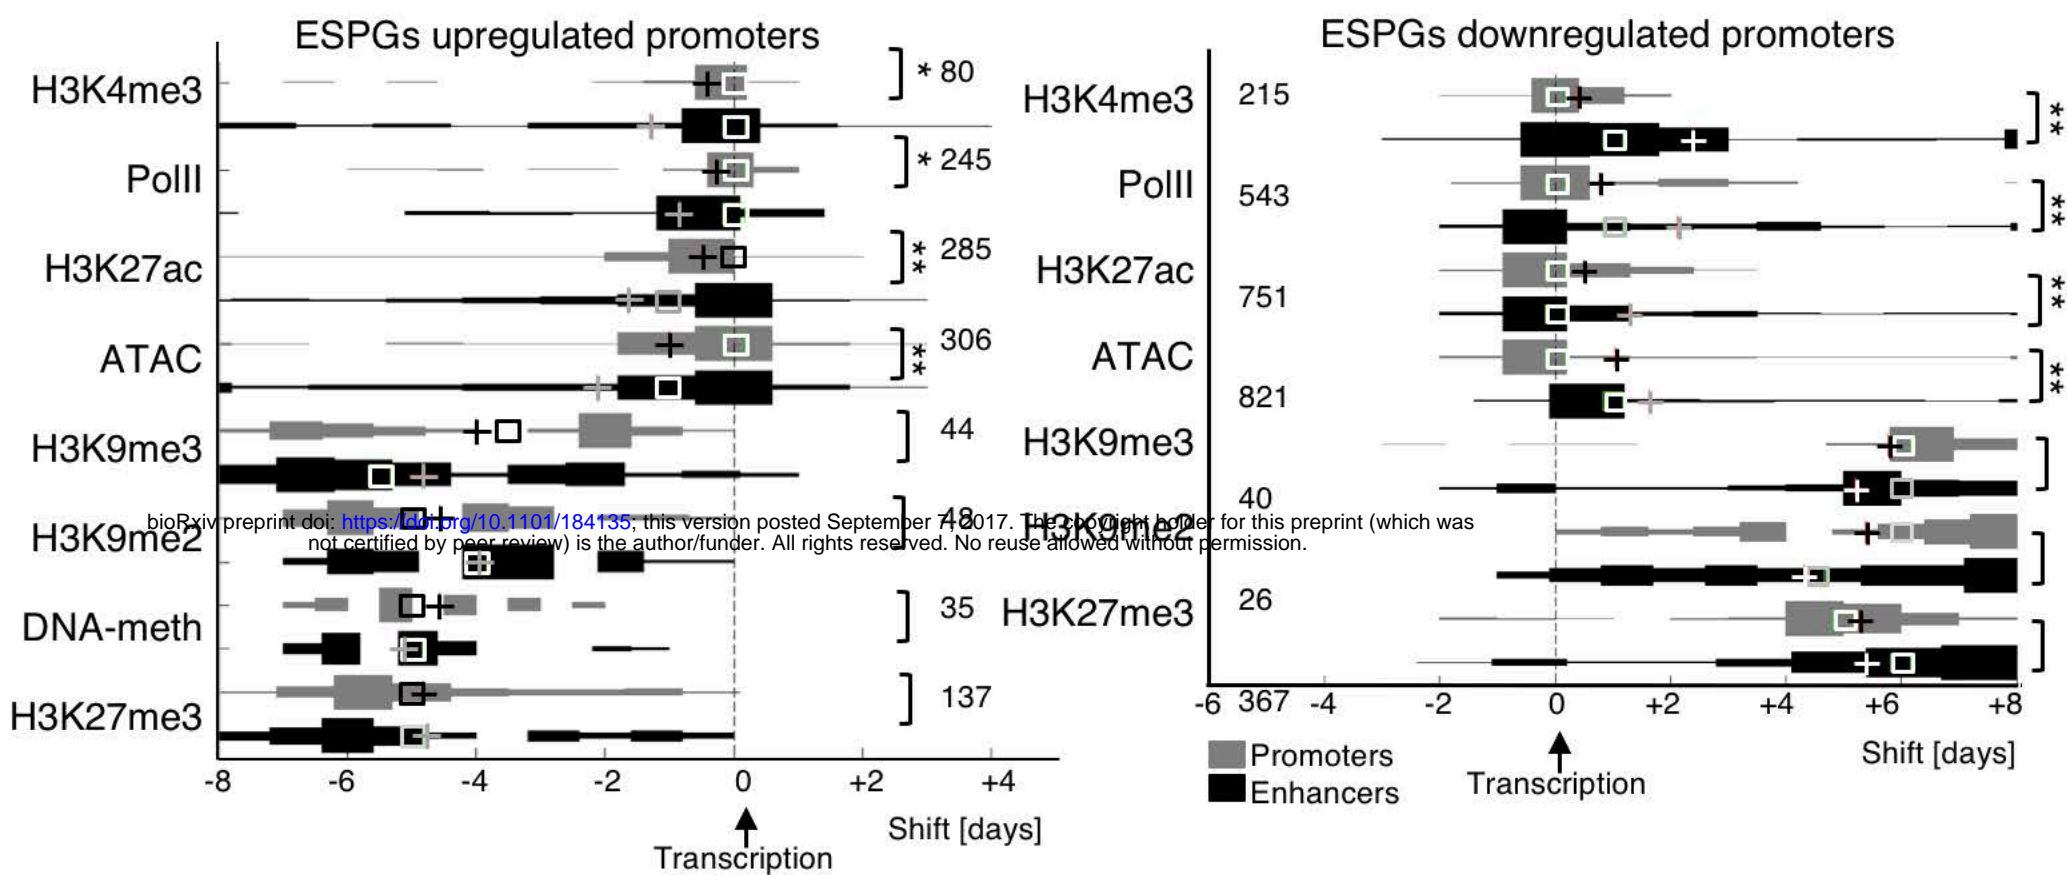 ESPGs upregulated promoters
H3K4me3
* 80
PolII
* 245
H3K27ac
** 285
ATAC
** 306
H3K9me3
44
H3K9me2
48
DNA-meth
35
H3K27me3
137
-8 -6 -4 -2 0 +2 +4
Shift [days]
Transcription
ESPGs downregulated promoters
H3K4me3 215
**
PolII 543
**
H3K27ac 751
**
ATAC 821
**
H3K9me3 40
H3K9me2 26
H3K27me3 367
-6 -4 -2 0 +2 +4 +6 +8
Shift [days]
Transcription
Promoters
Enhancers
bioRxiv preprint doi: https://doi.org/10.1101/184135; this version posted September 7, 2017. The copyright holder for this preprint (which was
not certified by peer review) is the author/funder. All rights reserved. No reuse allowed without permission.